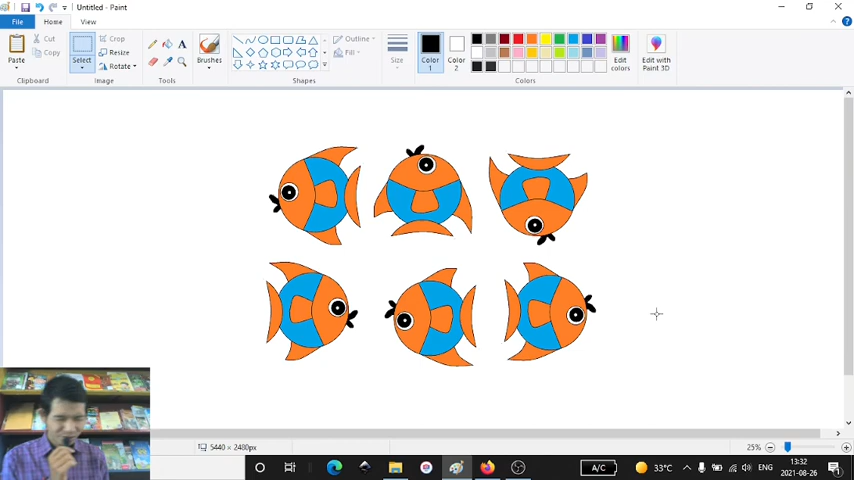 Untitled - Paint
File
Home
View
Paste
Cut
Copy
Clipboard
Select
Crop
Resize
Rotate
Image
Tools
Brushes
Outline
Fill
Shapes
Size
Color
1
Color
2
Edit
colors
Colors
Edit with
Paint 3D
5440 × 2480px
25%
A/C
33°C
ENG
13:32
2021-08-26